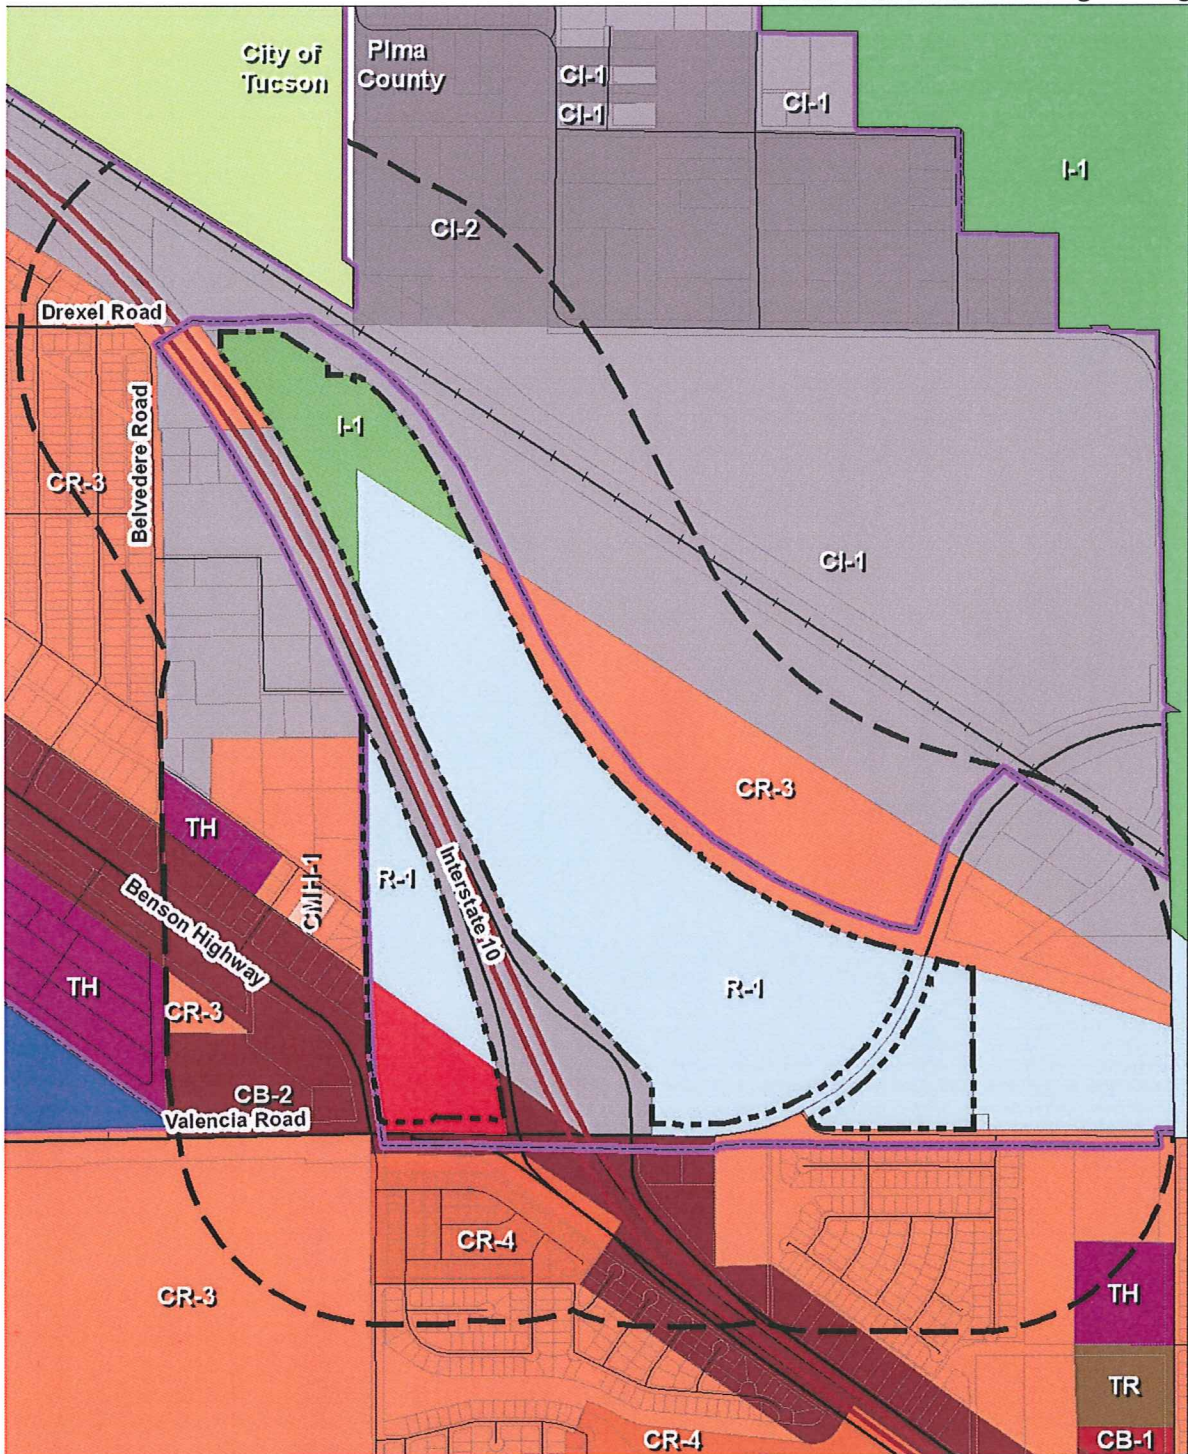 City of
Tucson
PIma
County
CI-1
CI-1
CI-1
I-1
CI-2
Drexel Road
Belvedere Road
I-1
CR-3
CI-1
CR-3
TH
CMH-1
R-1
Interstate 10
Benson Highway
TH
CR-3
R-1
CB-2
Valencia Road
CR-4
CR-3
TH
TR
CR-4
CB-1